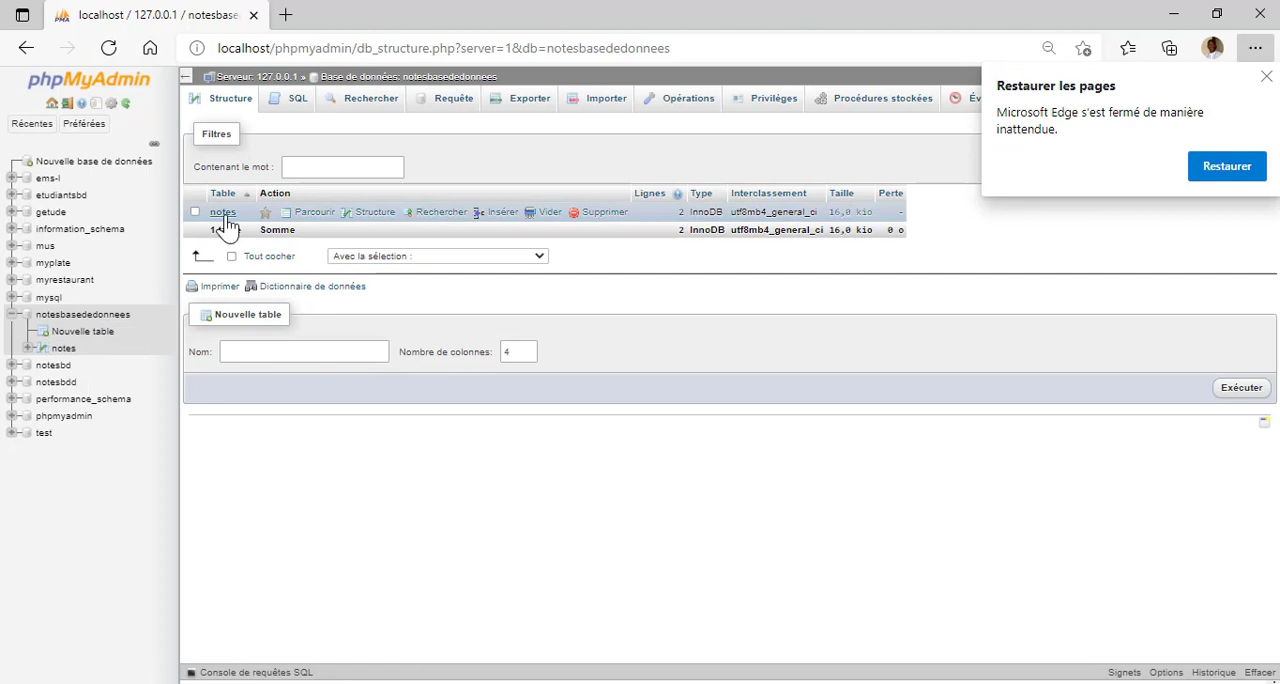 localhost / 127.0.0.1 / notesbase
localhost/phpmyadmin/db_structure.php?server=1&db=notesbasededonnees
phpMyAdmin
Récentes Préférées
Nouvelle base de données
ems-l
etudiantsbd
getude
information_schema
mus
myplate
myrestaurant
mysql
notesbasededonnees
Nouvelle table
notes
notesbd
notesbdd
performance_schema
phpmyadmin
test
Serveur: 127.0.0.1 » Base de données: notesbasededonnees
Structure SQL Rechercher Requête Exporter Importer Opérations Privilèges Procédures stockées Év
Filtres
Contenant le mot :
Table Action Lignes Type Interclassement Taille Perte
notes Parcourir Structure Rechercher Insérer Vider Supprimer 2 InnoDB utf8mb4_general_ci 16,0 kio -
Somme 2 InnoDB utf8mb4_general_ci 16,0 kio 0 o
Tout cocher Avec la sélection :
Imprimer Dictionnaire de données
Nouvelle table
Nom: Nombre de colonnes: 4
Exécuter
Console de requêtes SQL Signets Options Historique Effacer
Restaurer les pages
Microsoft Edge s'est fermé de manière
inattendue.
Restaurer